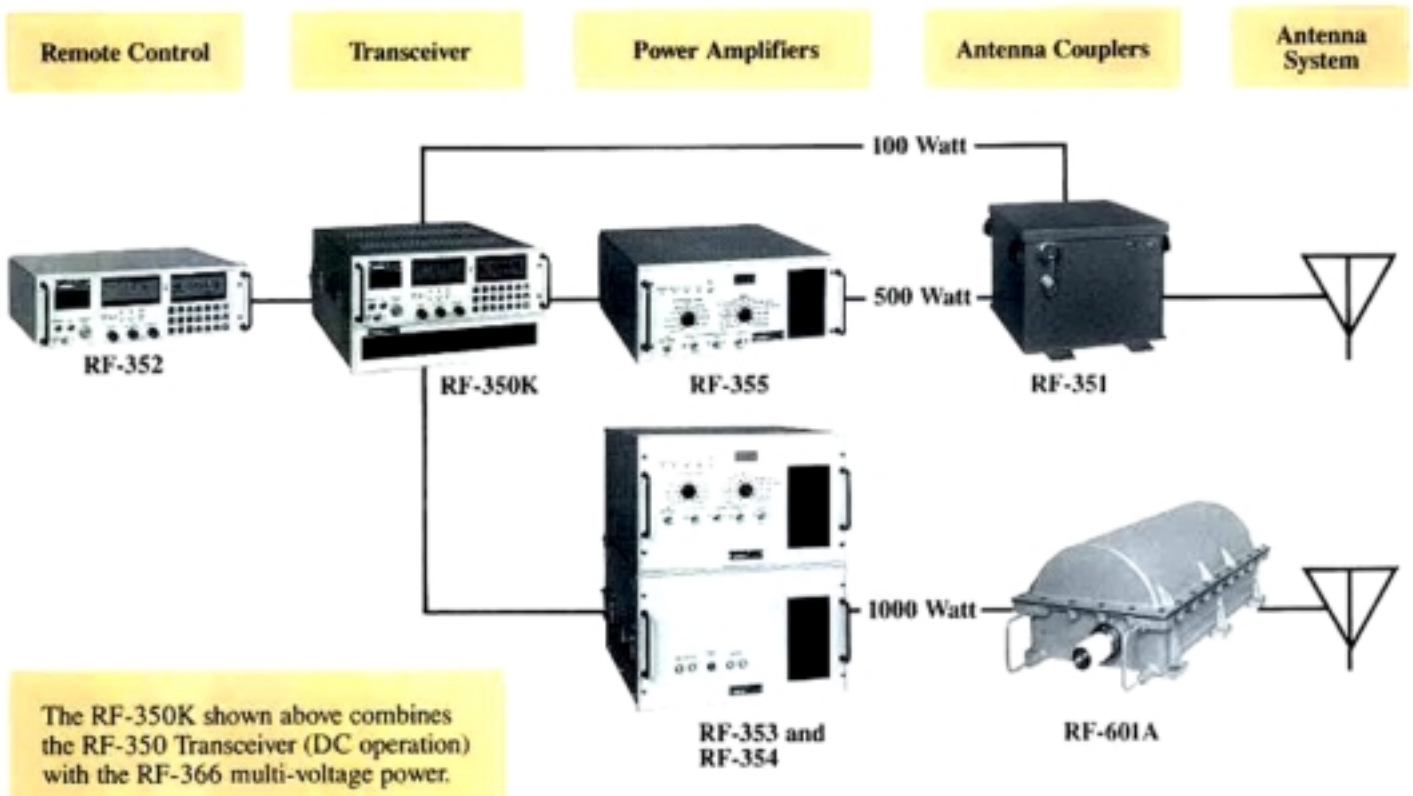 Remote Control
Transceiver
Power Amplifiers
Antenna Couplers
Antenna
System
100 Watt
500 Watt
RF-352
RF-350K
RF-355
RF-351
1000 Watt
RF-353 and
RF-354
RF-601A
The RF-350K shown above combines
the RF-350 Transceiver (DC operation)
with the RF-366 multi-voltage power.